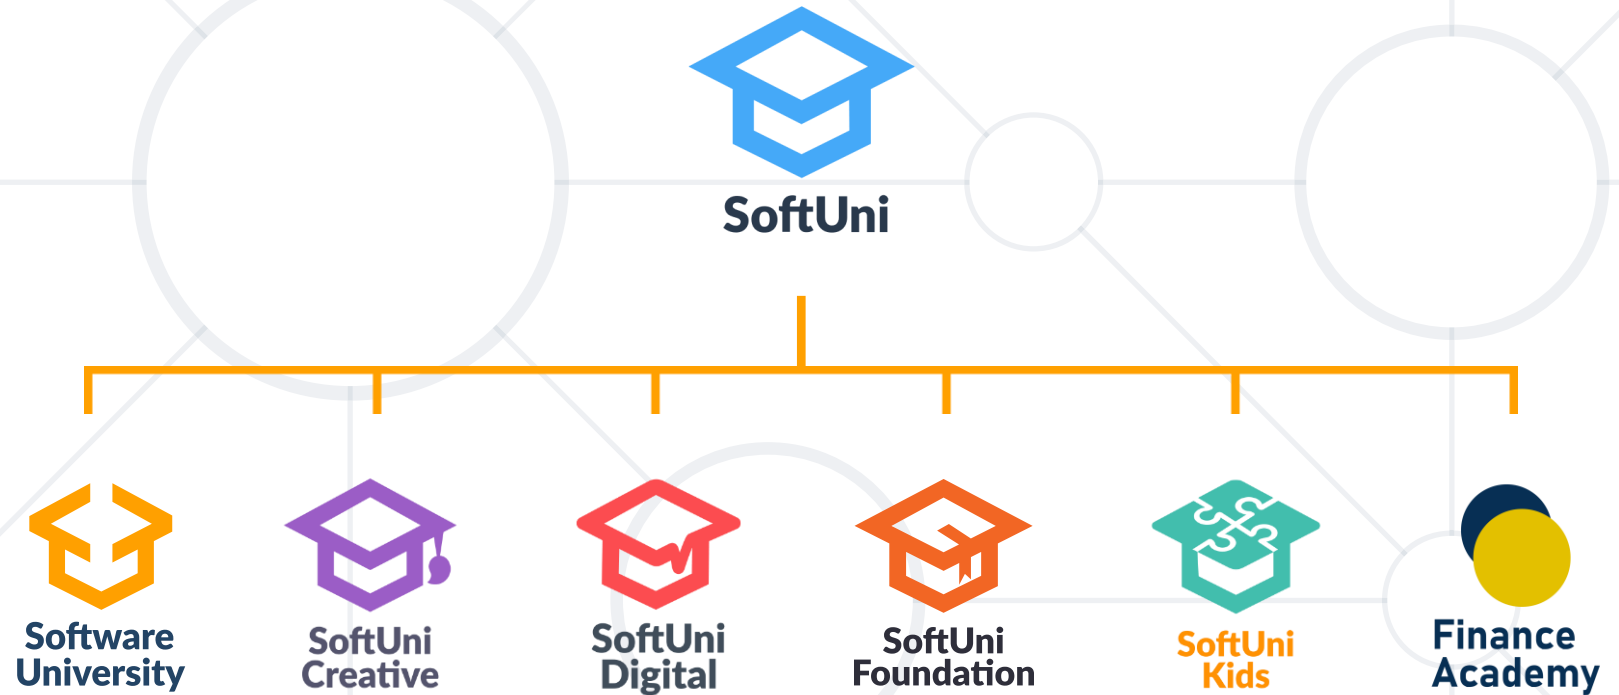 SoftUni
Software
University
SoftUni
Creative
SoftUni
Digital
SoftUni
Foundation
SoftUni
Kids
Finance
Academy